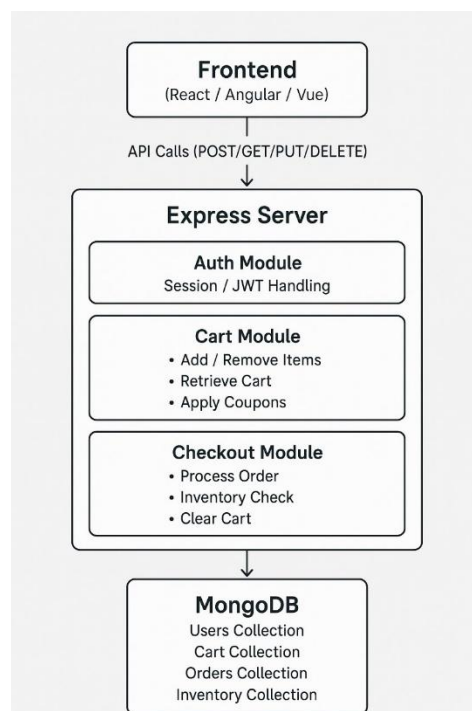 Frontend
(React / Angular / Vue)
API Calls (POST/GET/PUT/DELETE)
Express Server
Auth Module
Session / JWT Handling
Cart Module
• Add / Remove Items
• Retrieve Cart
• Apply Coupons
Checkout Module
• Process Order
• Inventory Check
• Clear Cart
MongoDB
Users Collection
Cart Collection
Orders Collection
Inventory Collection